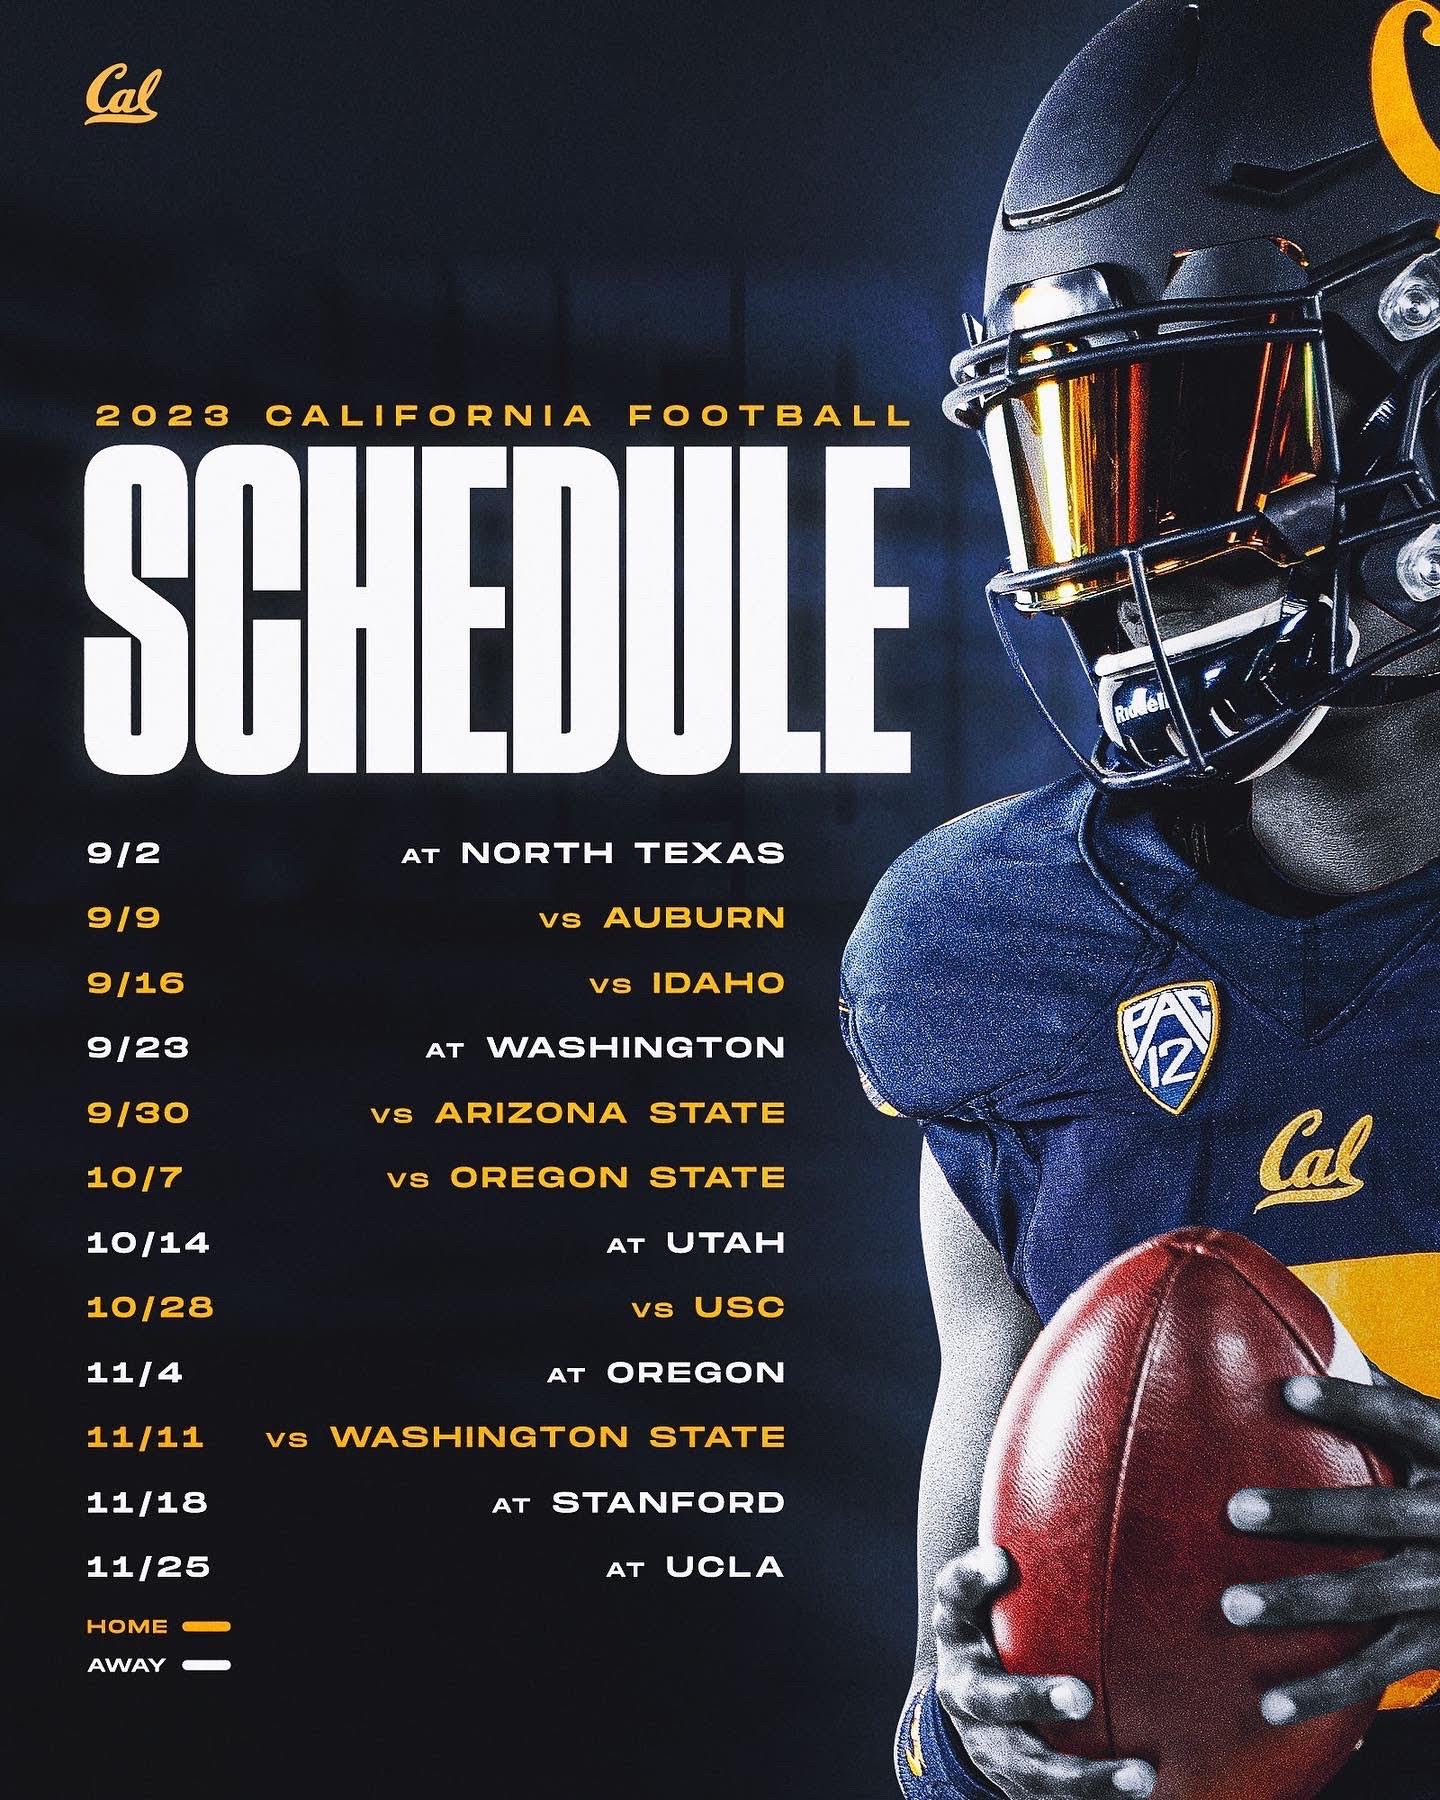 Cal
2023 CALIFORNIA FOOTBALL
SCHEDULE
9/2 AT NORTH TEXAS
9/9 VS AUBURN
9/16 VS IDAHO
9/23 AT WASHINGTON
9/30 VS ARIZONA STATE
10/7 VS OREGON STATE
10/14 AT UTAH
10/28 VS USC
11/4 AT OREGON
11/11 VS WASHINGTON STATE
11/18 AT STANFORD
11/25 AT UCLA
HOME
AWAY
Riddell
PAC
12
Cal